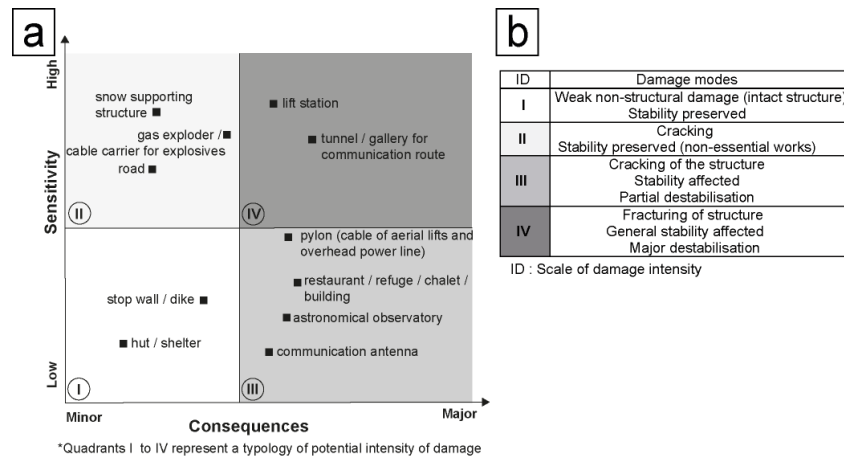 a
b
High
Sensitivity
Low
snow supporting
structure
gas exploder /
cable carrier for explosives
road
II
lift station
tunnel / gallery for
communication route
IV
stop wall / dike
hut / shelter
I
pylon (cable of aerial lifts and
overhead power line)
restaurant / refuge / chalet /
building
astronomical observatory
communication antenna
III
Minor
Major
Consequences
*Quadrants I to IV represent a typology of potential intensity of damage
ID Damage modes
I Weak non-structural damage (intact structure)
Stability preserved
II Cracking
Stability preserved (non-essential works)
III Cracking of the structure
Stability affected
Partial destabilisation
IV Fracturing of structure
General stability affected
Major destabilisation
ID : Scale of damage intensity